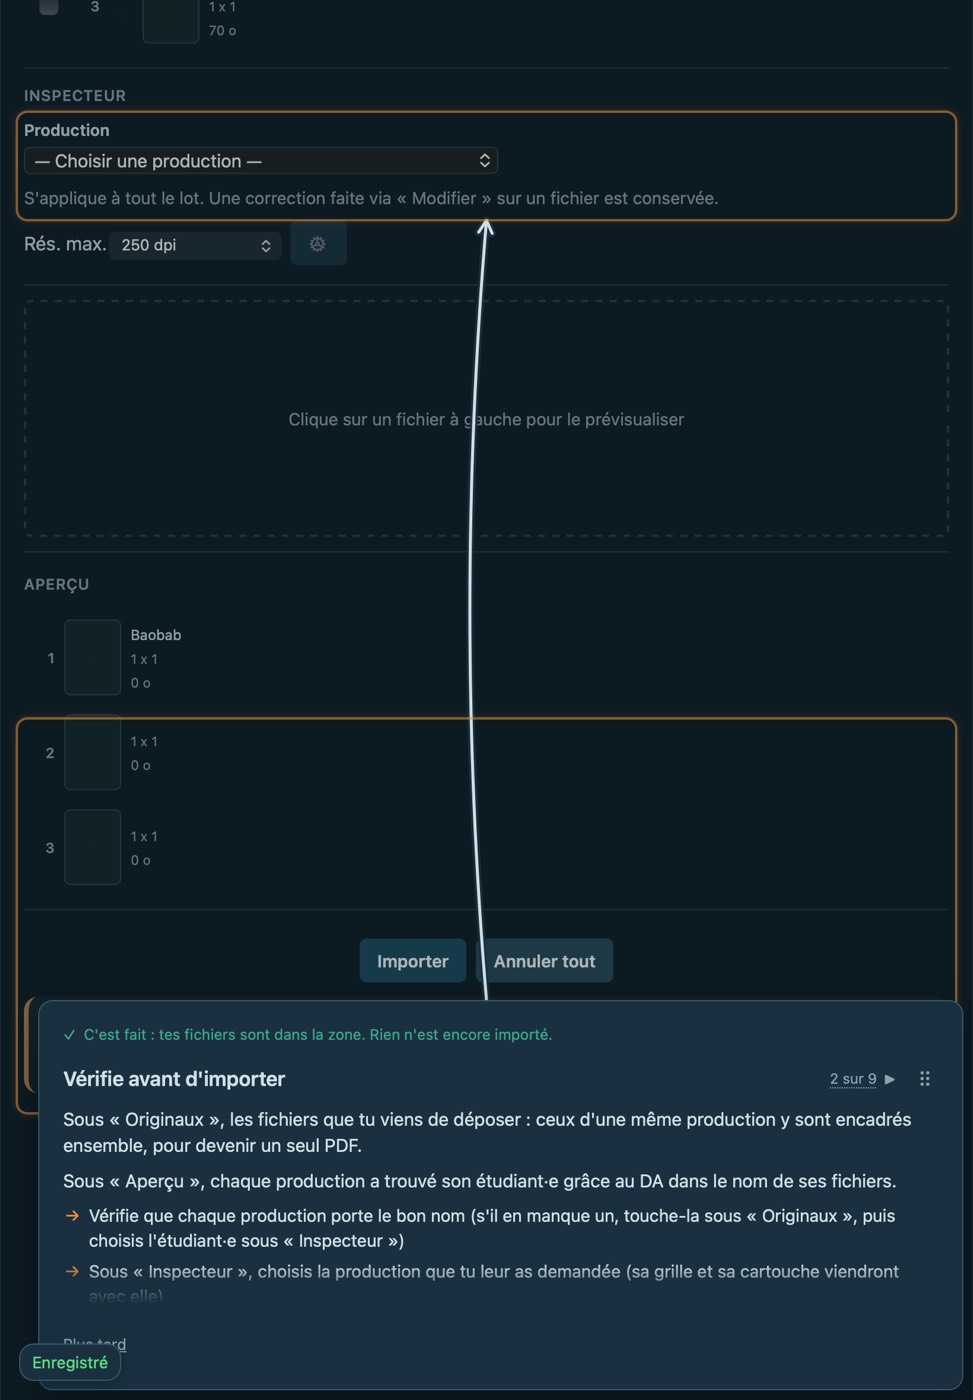 3
1 x 1
70 o
INSPECTEUR
Production
— Choisir une production —
S'applique à tout le lot. Une correction faite via « Modifier » sur un fichier est conservée.
Rés. max. 250 dpi
Clique sur un fichier à gauche pour le prévisualiser
APERÇU
Baobab
1 1 x 1
0 o
2 1 x 1
0 o
3 1 x 1
0 o
Importer Annuler tout
✓ C'est fait : tes fichiers sont dans la zone. Rien n'est encore importé.
Vérifie avant d'importer 2 sur 9 ▶
Sous « Originaux », les fichiers que tu viens de déposer : ceux d'une même production y sont encadrés
ensemble, pour devenir un seul PDF.
Sous « Aperçu », chaque production a trouvé son étudiant·e grâce au DA dans le nom de ses fichiers.
→ Vérifie que chaque production porte le bon nom (s'il en manque un, touche-la sous « Originaux », puis
choisis l'étudiant·e sous « Inspecteur »)
→ Sous « Inspecteur », choisis la production que tu leur as demandée (sa grille et sa cartouche viendront
avec elle)
Plus tard
Enregistré